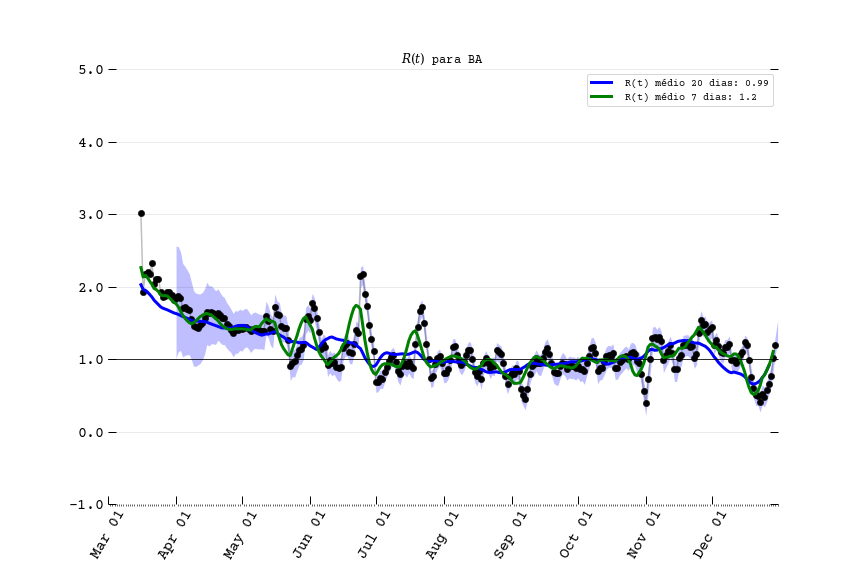 R(t) para BA
5.0
R(t) médio 20 dias: 0.99
R(t) médio 7 dias: 1.2
4.0
3.0
2.0
1.0
0.0
-1.0
Mar 01 Apr 01 May 01 Jun 01 Jul 01 Aug 01 Sep 01 Oct 01 Nov 01 Dec 01